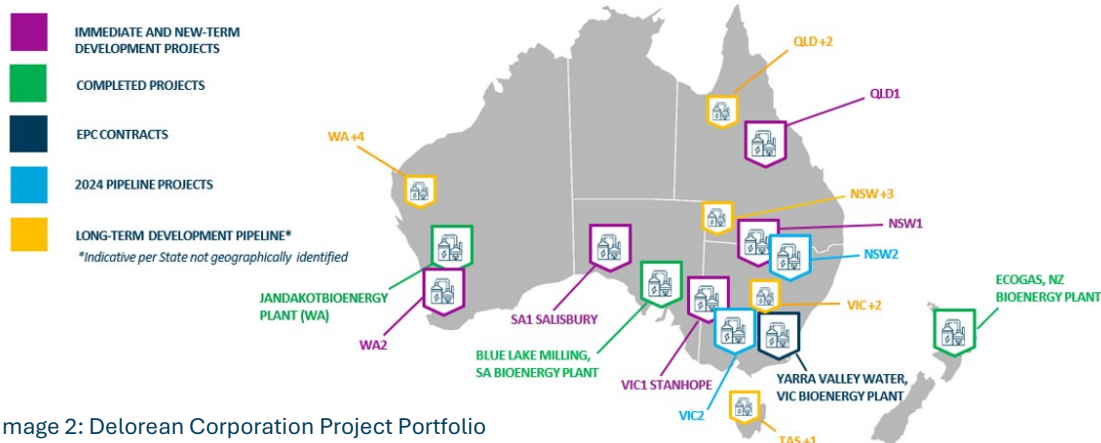 IMMEDIATE AND NEW-TERM
DEVELOPMENT PROJECTS
COMPLETED PROJECTS
EPC CONTRACTS
2024 PIPELINE PROJECTS
LONG-TERM DEVELOPMENT PIPELINE*
*Indicative per State not geographically identified
QLD +2
QLD1
WA +4
NSW +3
NSW1
NSW2
JANDAKOTBIOENERGY
PLANT (WA)
WA2
SA1 SALISBURY
BLUE LAKE MILLING,
SA BIOENERGY PLANT
VIC1 STANHOPE
VIC2
VIC +2
YARRA VALLEY WATER,
VIC BIOENERGY PLANT
ECOGAS, NZ
BIOENERGY PLANT
TAS +1
mage 2: Delorean Corporation Project Portfolio